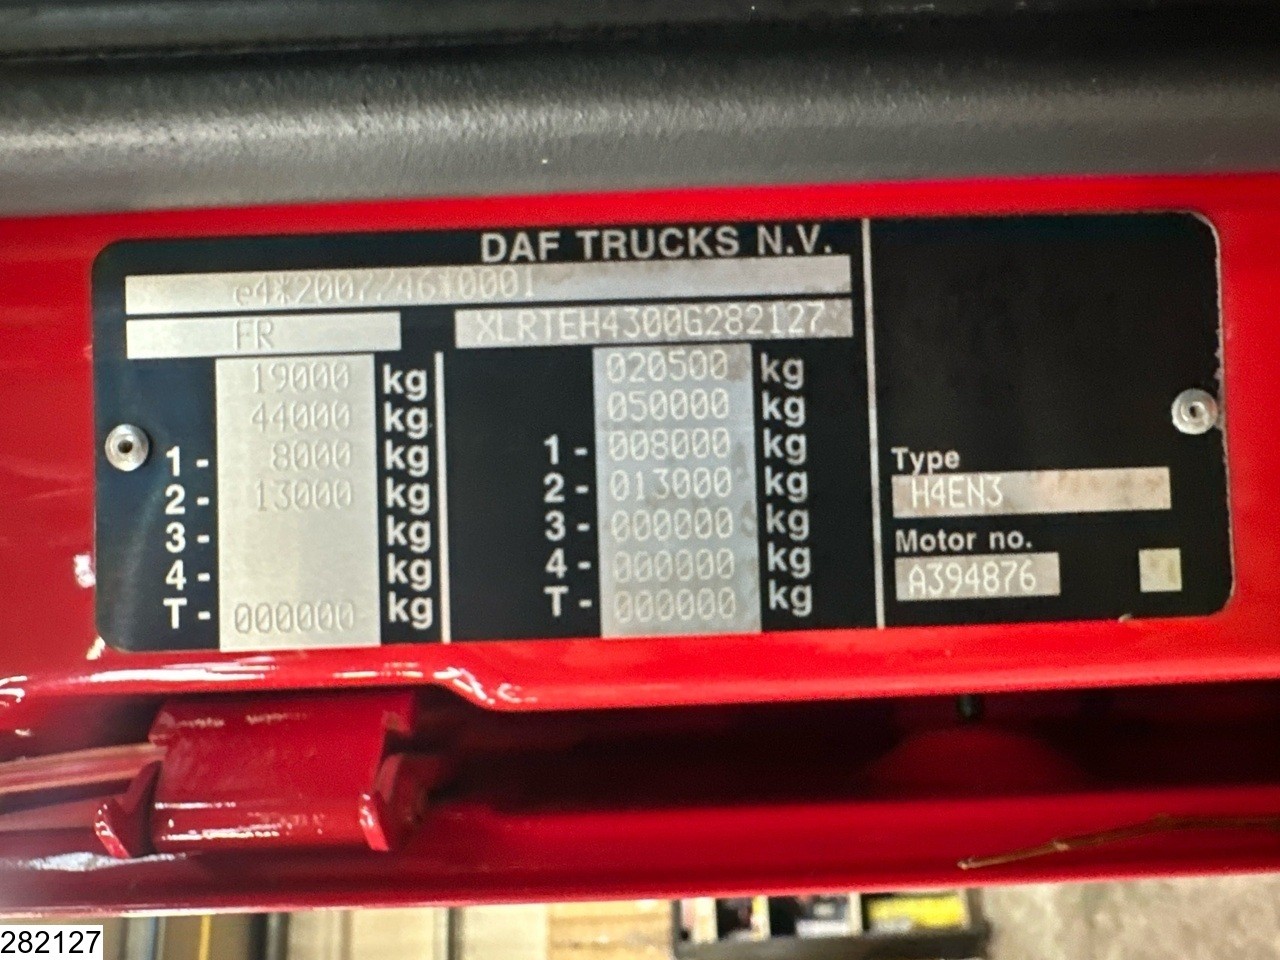 DAF TRUCKS N.V.
e4*2007/46*0001
FR XLRTEH4300G282127
19000 kg 020500 kg
44000 kg 050000 kg
1- 8000 kg 1- 008000 kg
2- 13000 kg 2- 013000 kg
3- kg 3- 000000 kg
4- kg 4- 000000 kg
T- 000000 kg T- 000000 kg
Type
H4EN3
Motor no.
A394876
282127